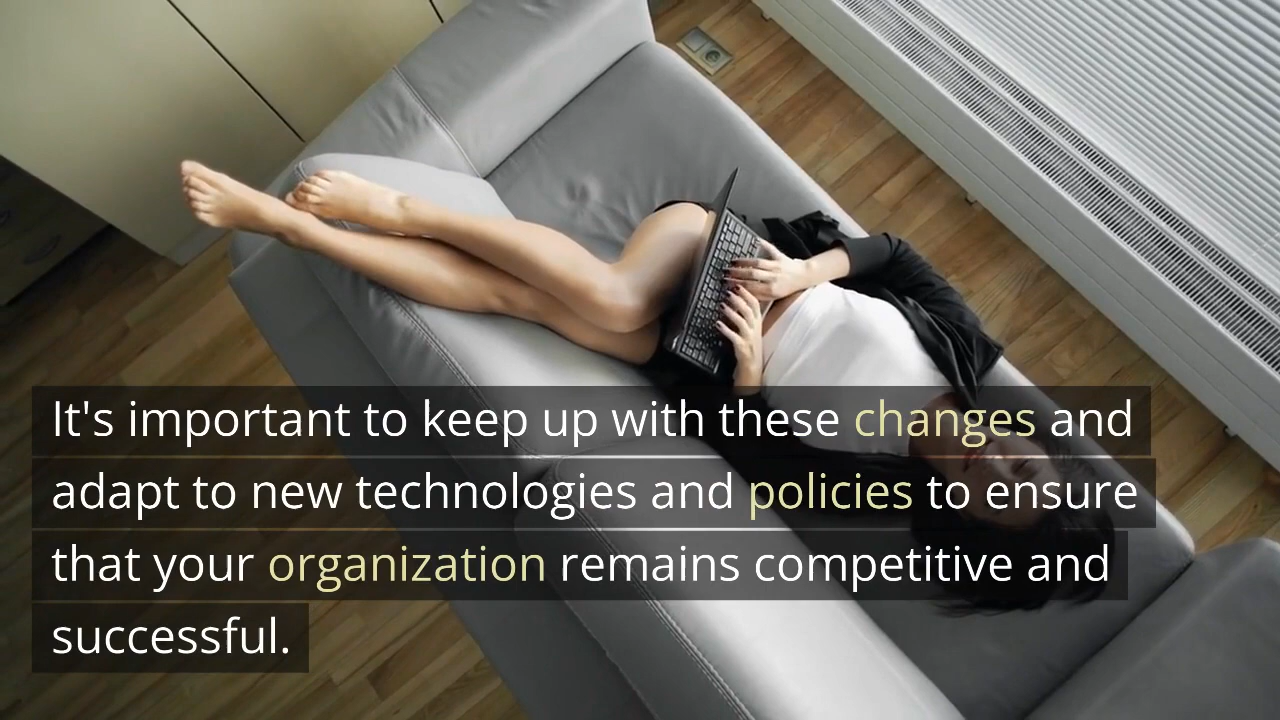 It's important to keep up with these changes and
adapt to new technologies and policies to ensure
that your organization remains competitive and
successful.